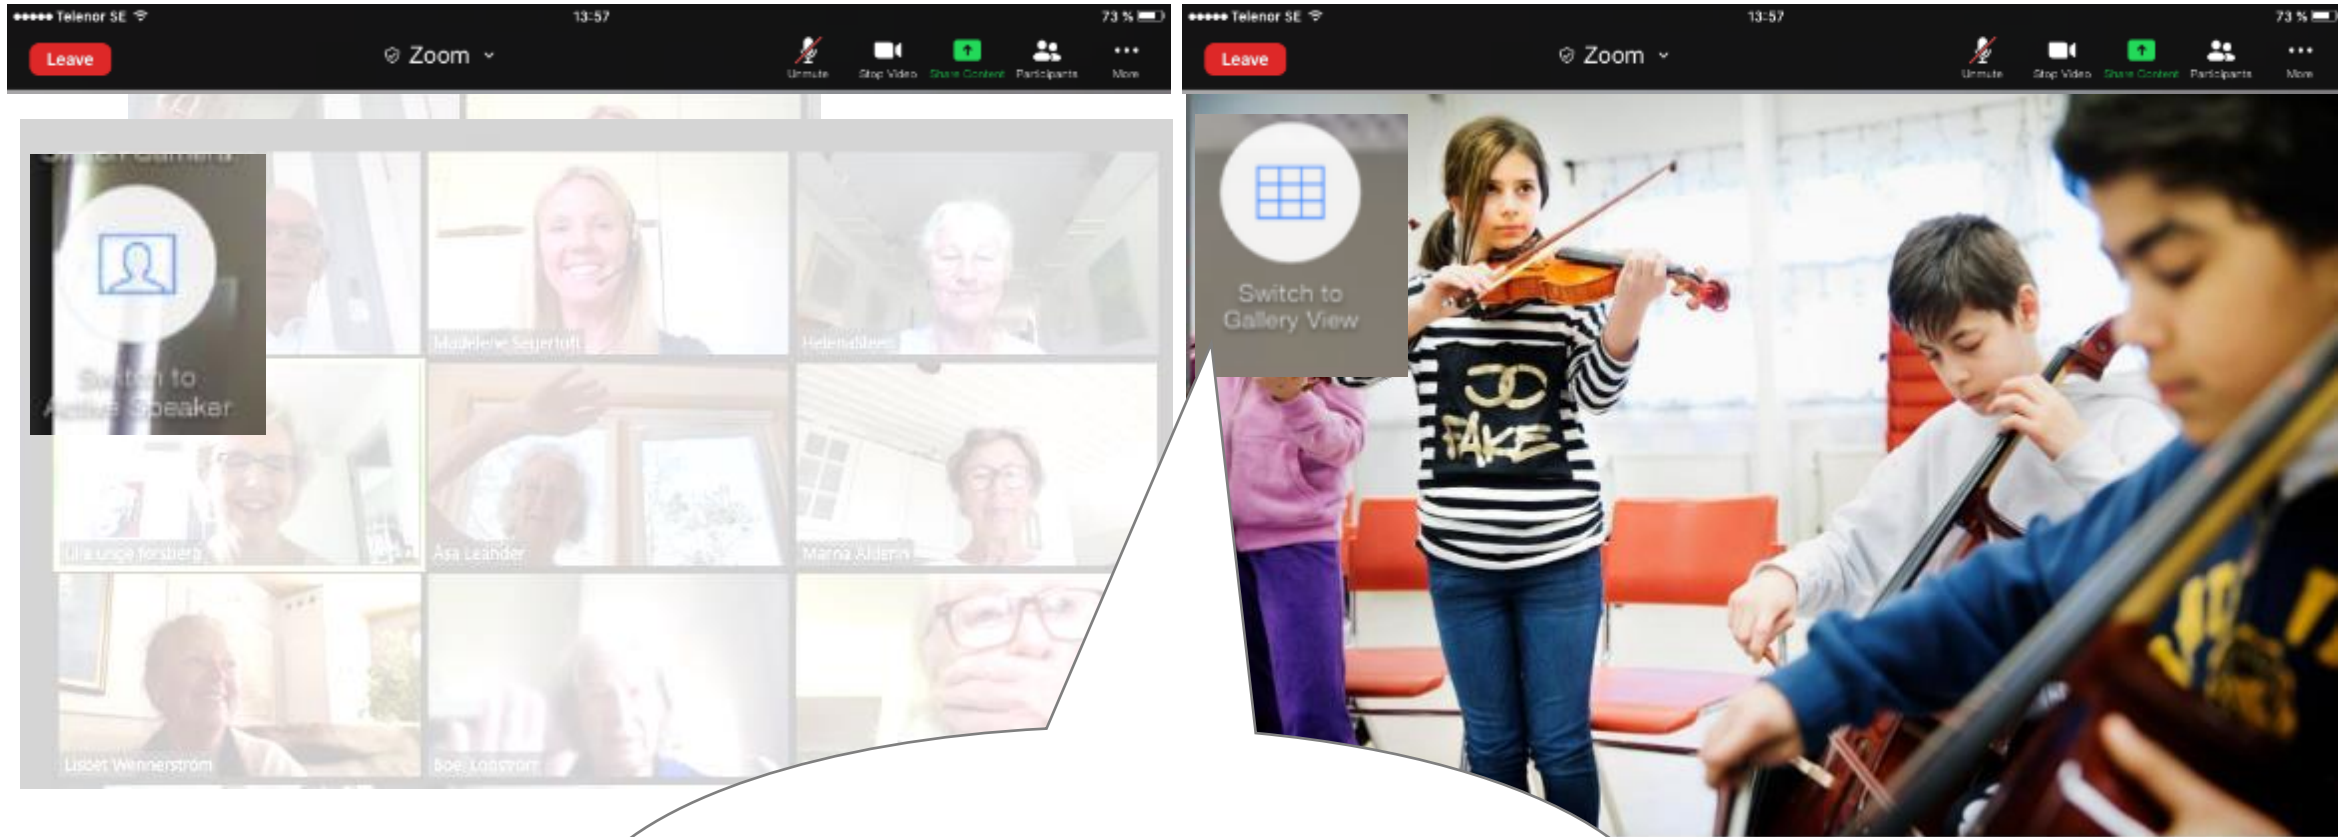 Telenor SE
13:57
73 %
Leave
Zoom
Unmute
Stop Video
Share Content
Participants
More
Switch to
Active Speaker
Madelene Segertoft
HelenaSteen
Åsa Leander
Lisbet Wennerström
Telenor SE
13:57
73 %
Leave
Zoom
Unmute
Stop Video
Share Content
Participants
More
Switch to
Gallery View
FAKE